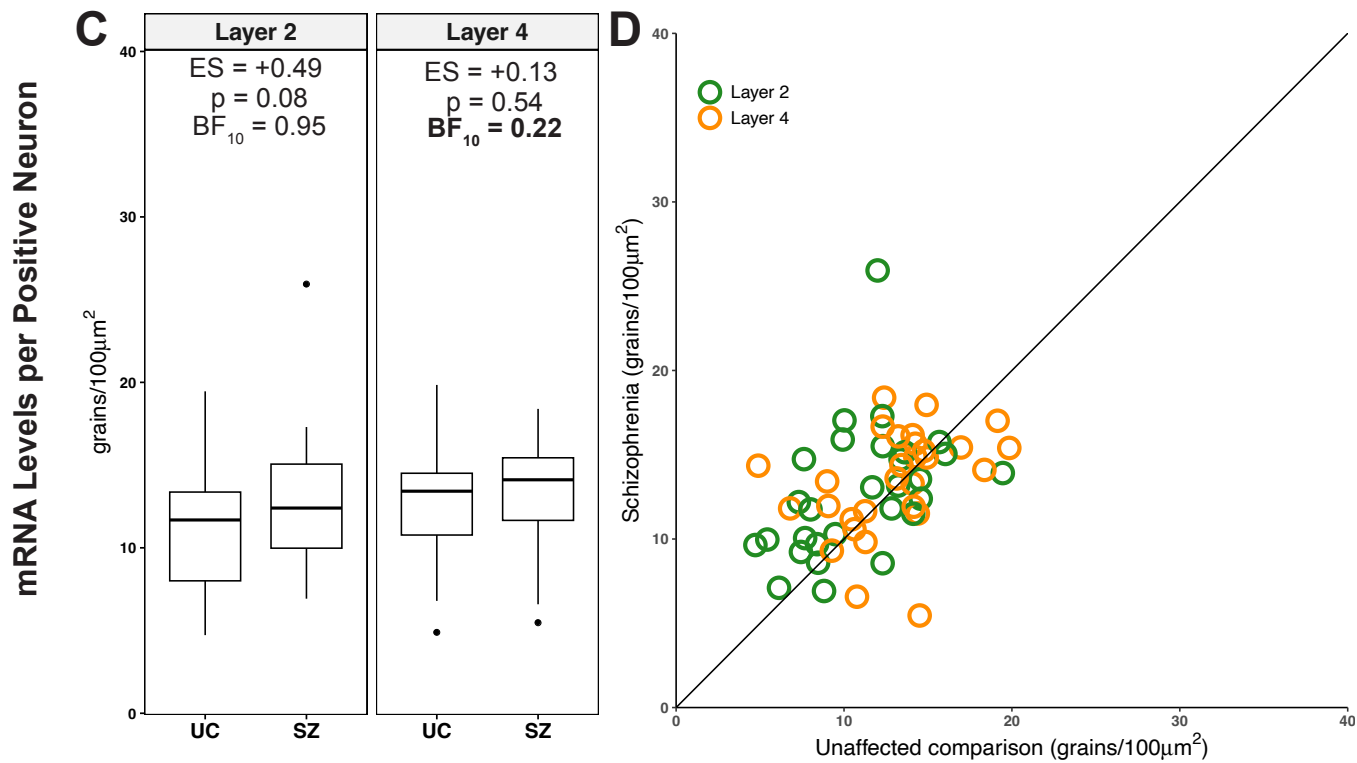 mRNA Levels per Positive Neuron
C
Layer 2
Layer 4
ES = +0.49
p = 0.08
BF₁₀ = 0.95
ES = +0.13
p = 0.54
BF₁₀ = 0.22
grains/100μm²
40
30
20
10
0
UC
SZ
UC
SZ
D
Layer 2
Layer 4
Schizophrenia (grains/100μm²)
40
30
20
10
0
0
10
20
30
40
Unaffected comparison (grains/100μm²)